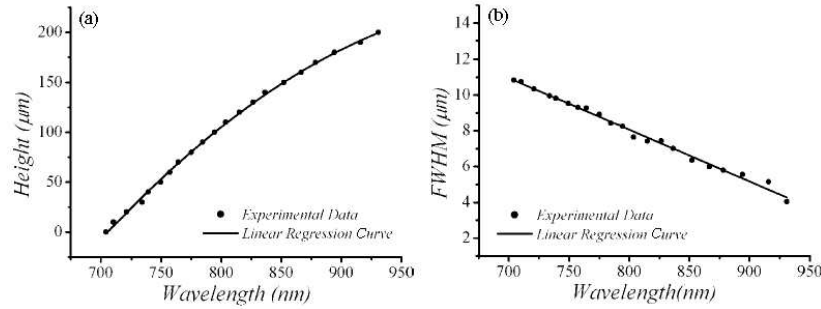 (a)
Height (μm)
200
150
100
50
0
Experimental Data
Linear Regression Curve
700
750
800
850
900
950
Wavelength (nm)
(b)
FWHM (μm)
14
12
10
8
6
4
2
Experimental Data
Linear Regression Curve
700
750
800
850
900
950
Wavelength(nm)